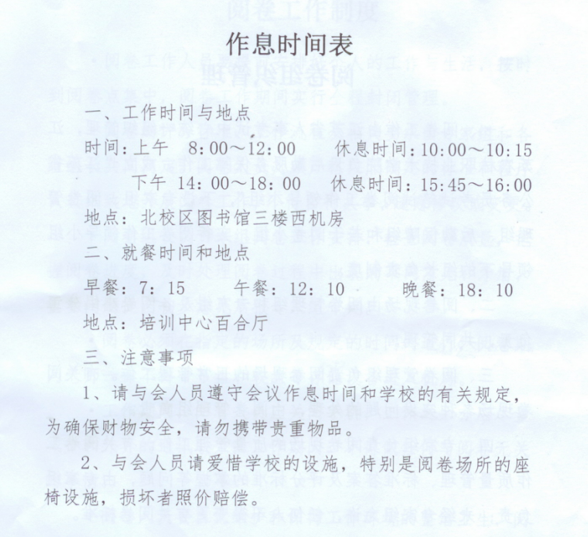 作息时间表
一、工作时间与地点
时间:上午 8:00～12:00 休息时间:10:00～10:15
下午 14:00～18:00 休息时间:15:45～16:00
地点:北校区图书馆三楼西机房
二、就餐时间和地点
早餐:7:15 午餐:12:10 晚餐:18:10
地点:培训中心百合厅
三、注意事项
1、请与会人员遵守会议作息时间和学校的有关规定,
为确保财物安全,请勿携带贵重物品。
2、与会人员请爱惜学校的设施,特别是阅卷场所的座
椅设施,损坏者照价赔偿。